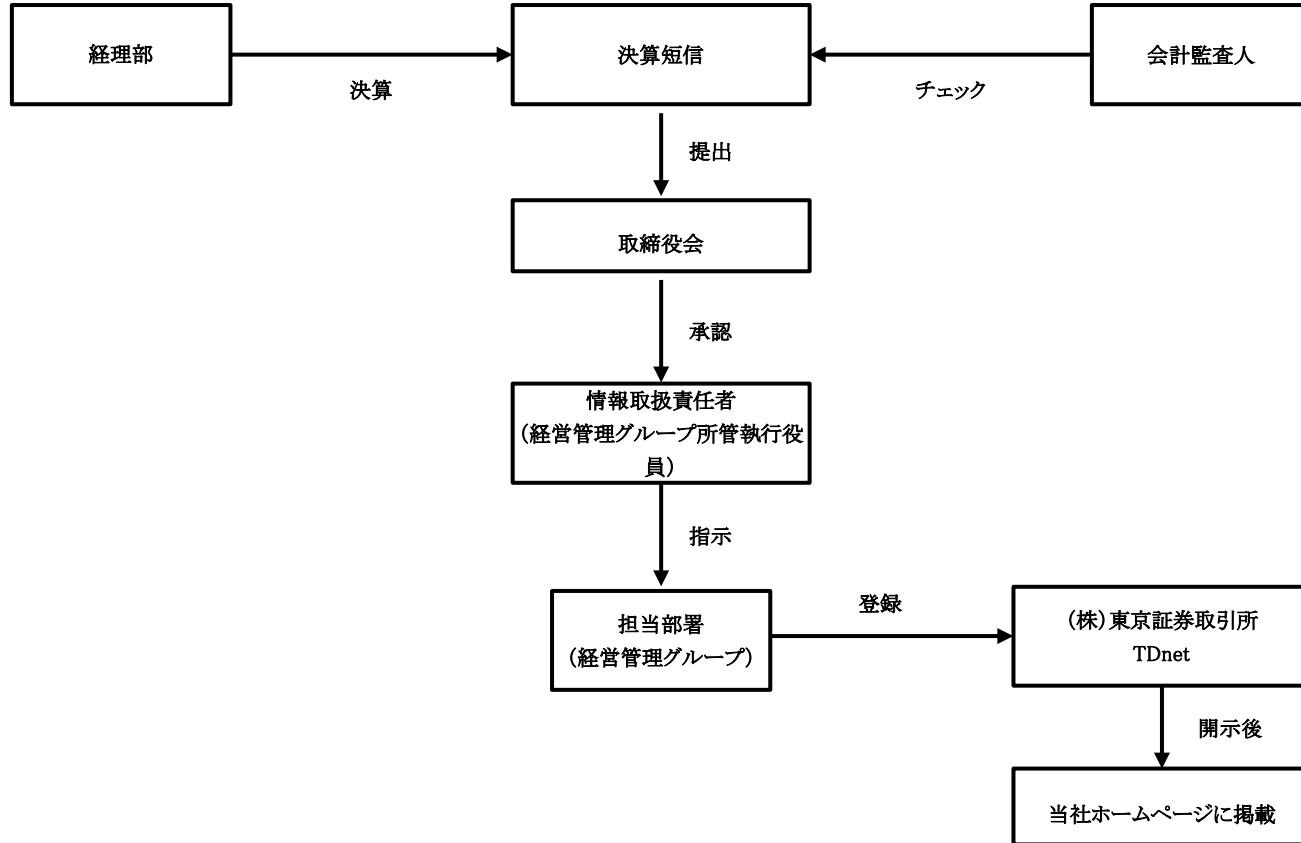 経理部
決算
決算短信
チェック
会計監査人
提出
取締役会
承認
情報取扱責任者
（経営管理グループ所管執行役
員）
指示
担当部署
（経営管理グループ）
登録
（株）東京証券取引所
TDnet
開示後
当社ホームページに掲載